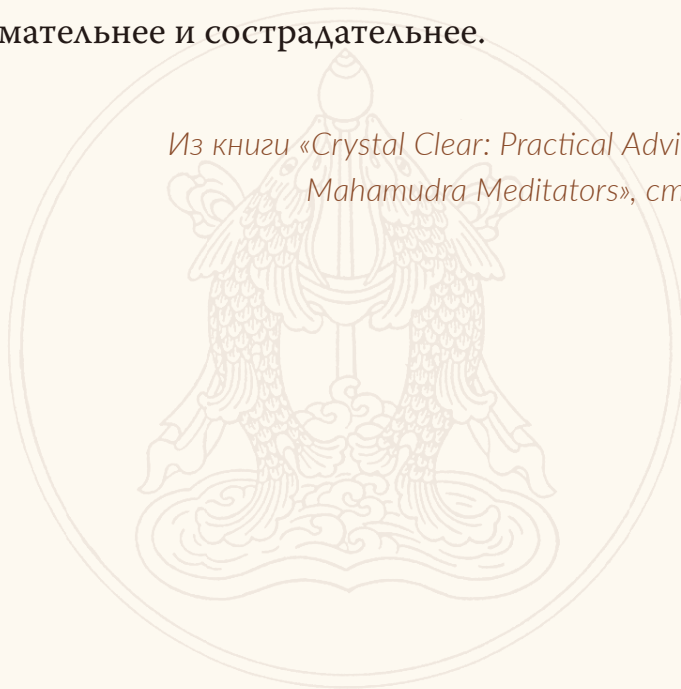 мательнее и сострадательнее.
Из книги «Crystal Clear: Practical Advi
Mahamudra Meditators», ст